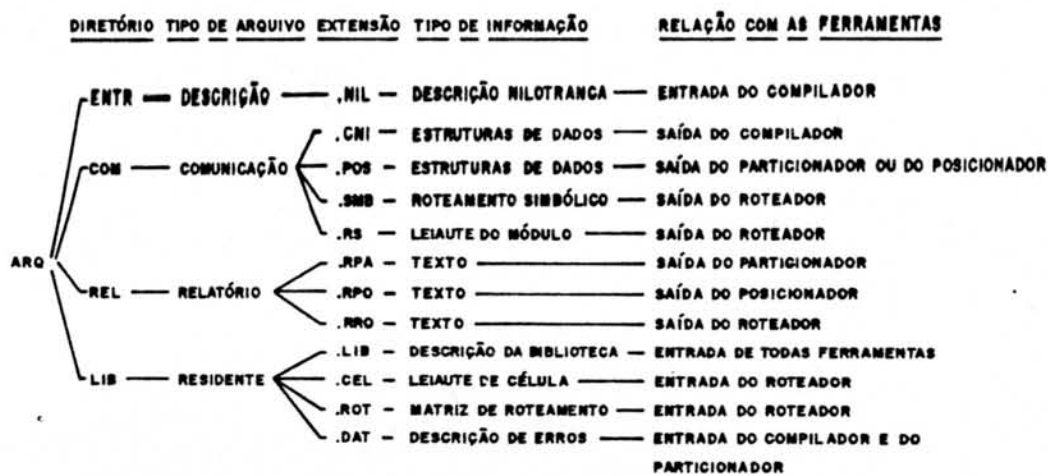 DIRETÓRIO TIPO DE ARQUIVO EXTENSÃO TIPO DE INFORMAÇÃO RELAÇÃO COM AS FERRAMENTAS
ENTR — DESCRIÇÃO — .NIL — DESCRIÇÃO NILOTRANCA — ENTRADA DO COMPILADOR
.CNI — ESTRUTURAS DE DADOS — SAÍDA DO COMPILADOR
COM — COMUNICAÇÃO .POS — ESTRUTURAS DE DADOS — SAÍDA DO PARTICIONADOR OU DO POSICIONADOR
.SMB — ROTEAMENTO SIMBÓLICO — SAÍDA DO ROTEADOR
.RS — LEIAUTE DO MÓDULO — SAÍDA DO ROTEADOR
ARQ .RPA — TEXTO — SAÍDA DO PARTICIONADOR
REL — RELATÓRIO .RPO — TEXTO — SAÍDA DO POSICIONADOR
.RRO — TEXTO — SAÍDA DO ROTEADOR
.LIB — DESCRIÇÃO DA BIBLIOTECA — ENTRADA DE TODAS FERRAMENTAS
LIB — RESIDENTE .CEL — LEIAUTE DE CÉLULA — ENTRADA DO ROTEADOR
.ROT — MATRIZ DE ROTEAMENTO — ENTRADA DO ROTEADOR
.DAT — DESCRIÇÃO DE ERROS — ENTRADA DO COMPILADOR E DO
PARTICIONADOR